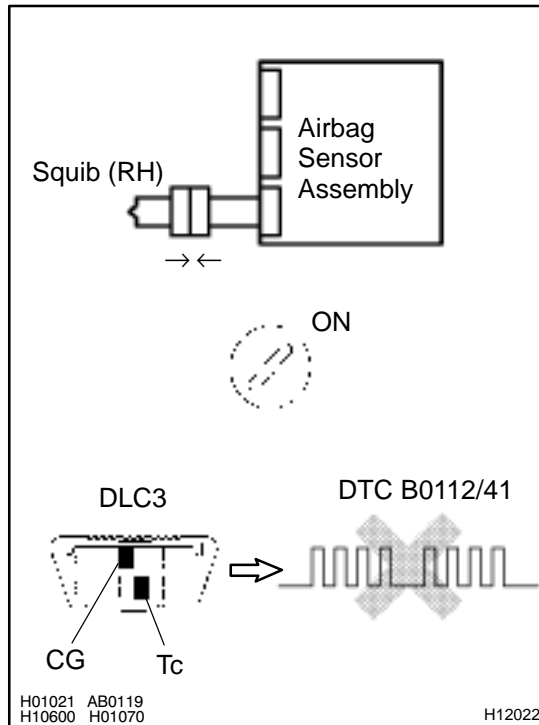 Airbag
Sensor
Assembly
Squib (RH)
ON
DLC3
DTC B0112/41
CG
Tc
H01021 AB0119
H10600 H01070
H12022